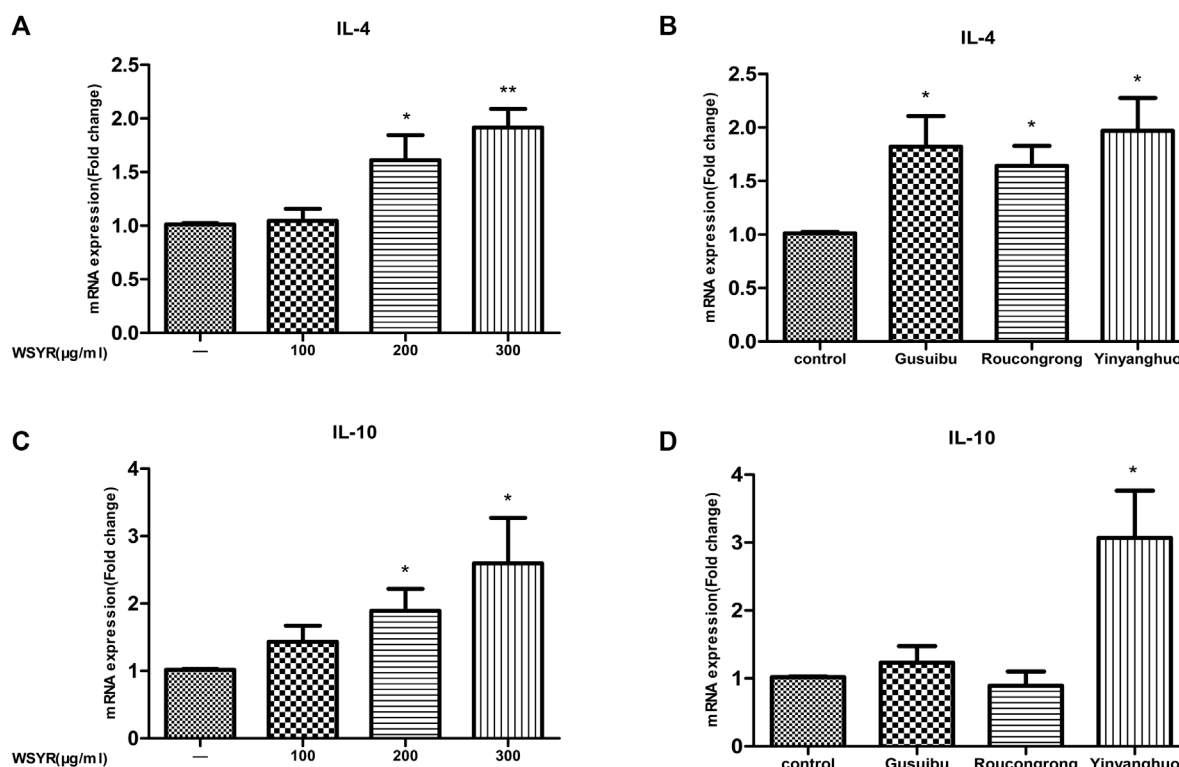 A
IL-4
mRNA expression(Fold change)
2.5
2.0
1.5
1.0
0.5
0.0
*
**
WSYR(μg/ml) — 100 200 300
B
IL-4
mRNA expression(Fold change)
2.5
2.0
1.5
1.0
0.5
0.0
*
*
*
control Gusuibu Roucongrong Yinyanghuo
C
IL-10
mRNA expression(Fold change)
4
3
2
1
0
*
*
WSYR(μg/ml) — 100 200 300
D
IL-10
mRNA expression(Fold change)
4
3
2
1
0
*
control Gusuibu Roucongrong Yinyanghuo